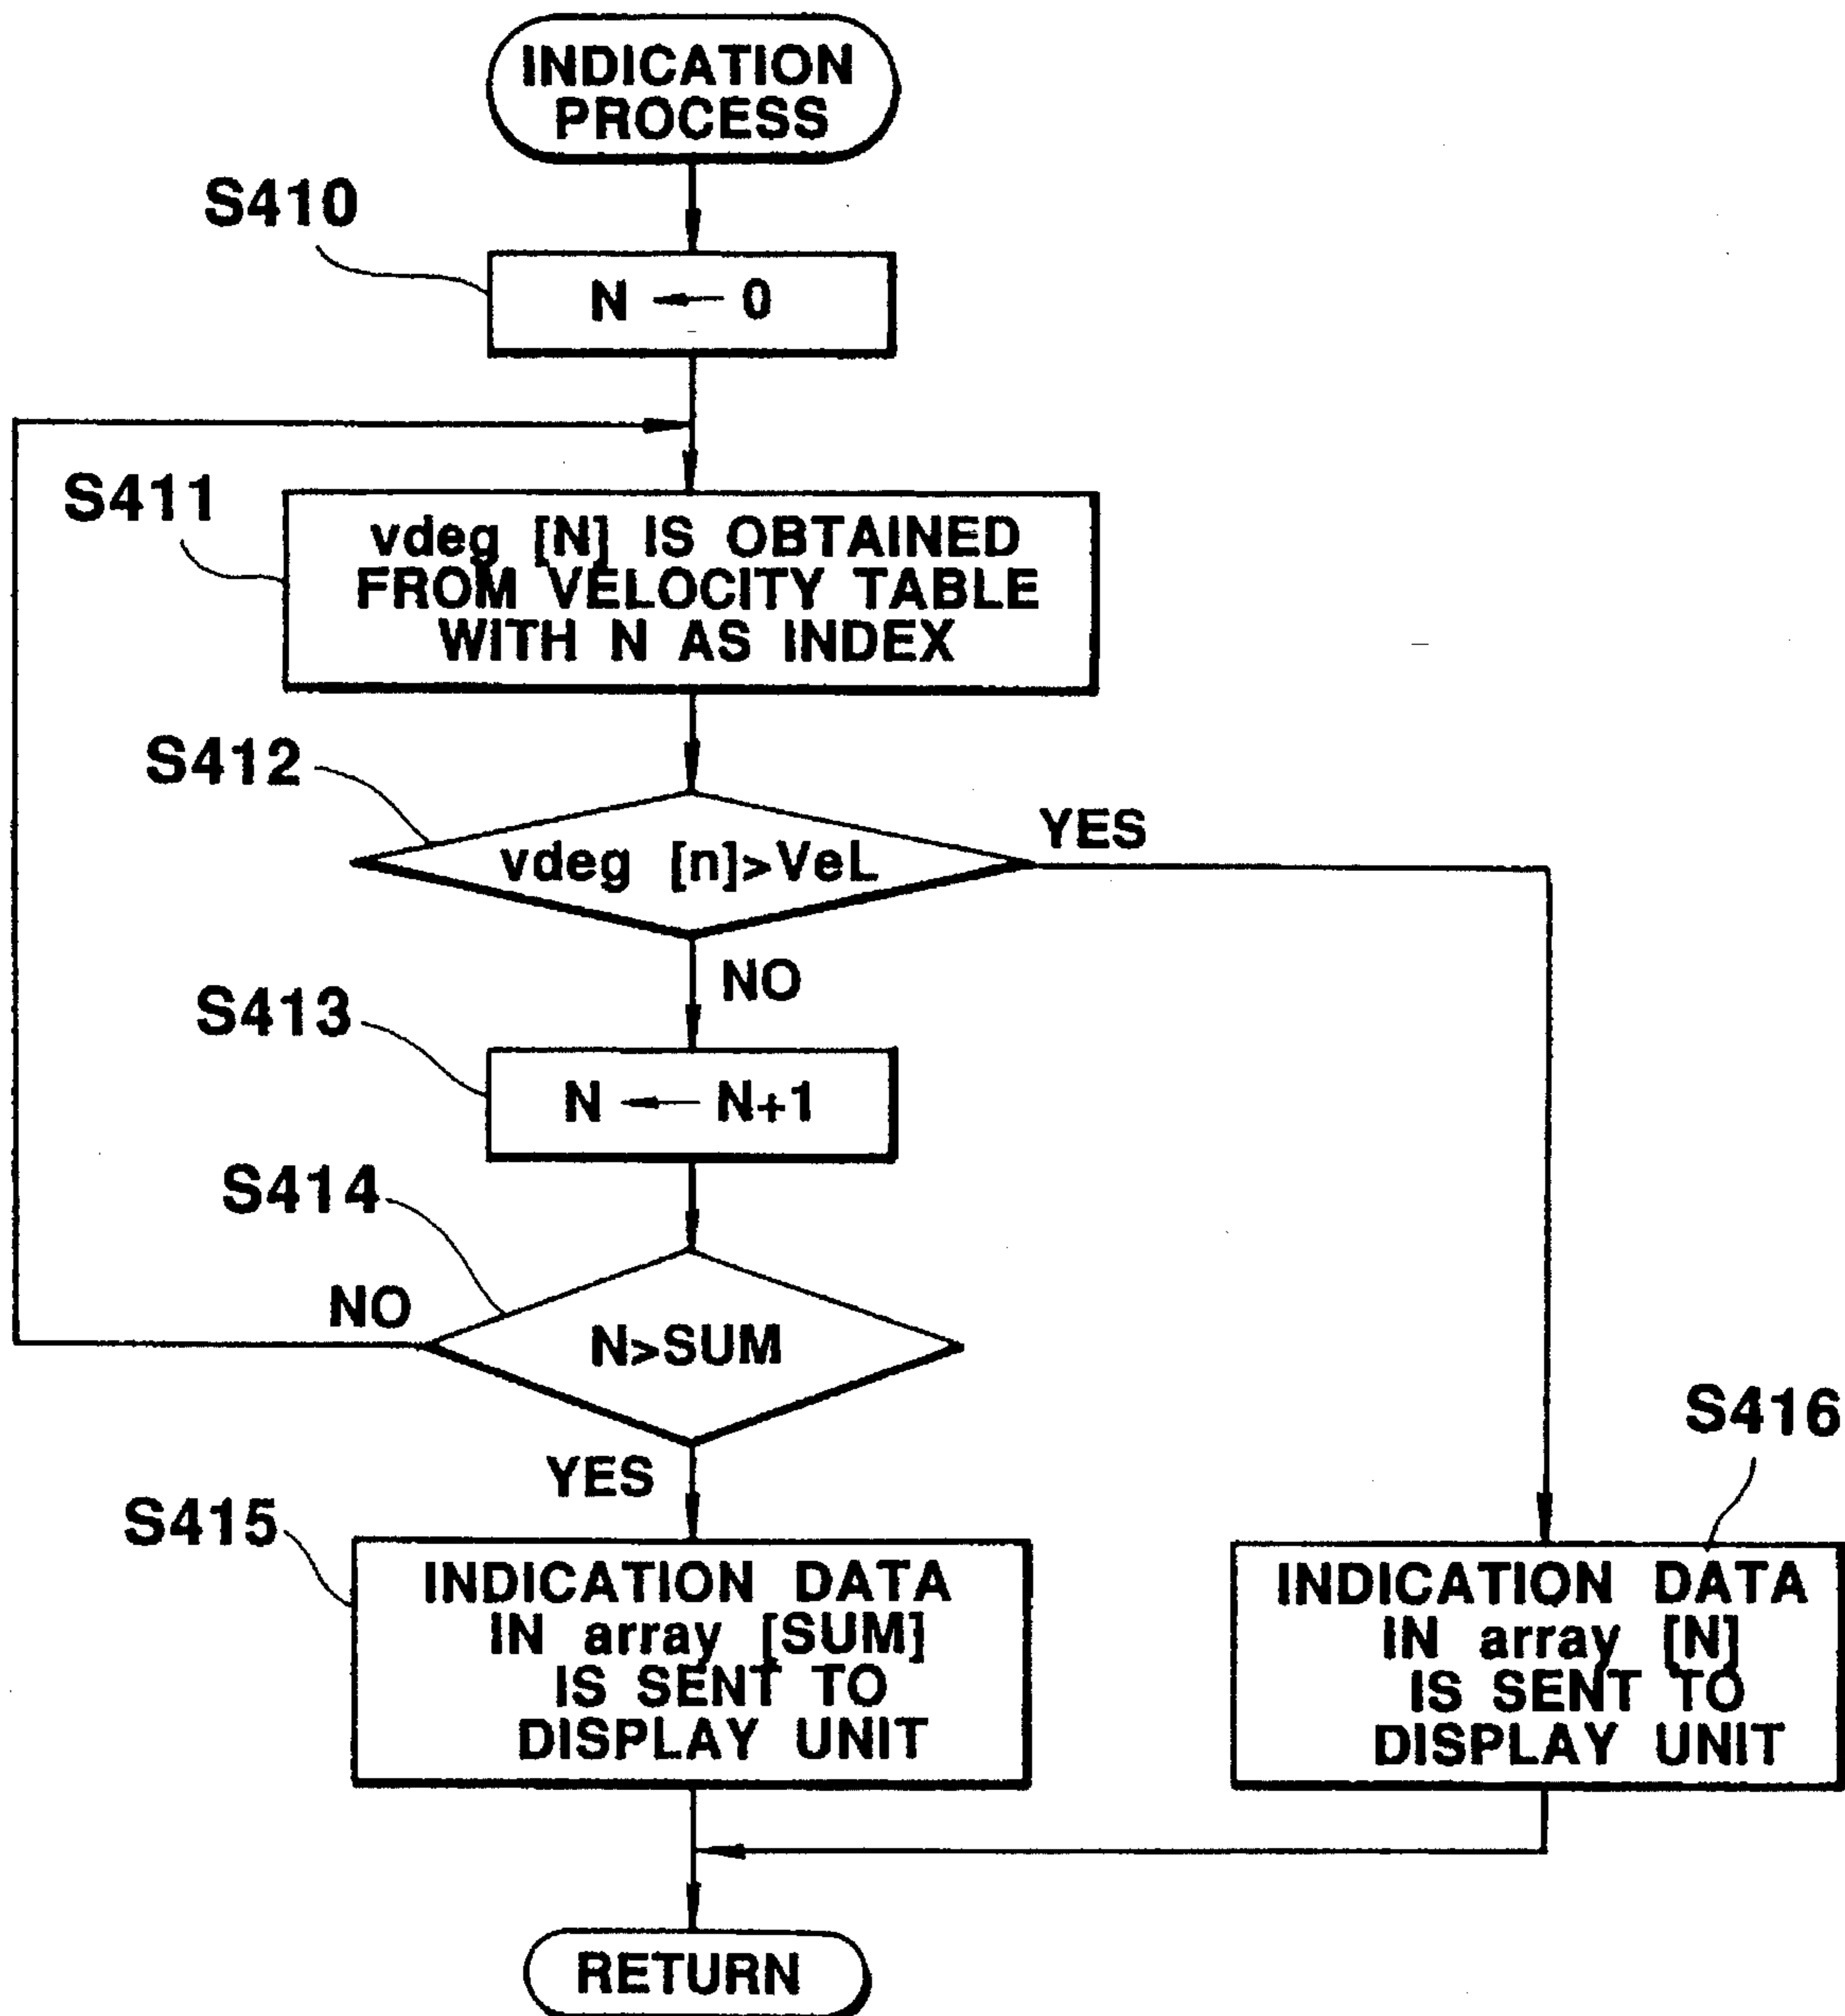 INDICATION
PROCESS
S410
N ← 0
S411
vdeg [N] IS OBTAINED
FROM VELOCITY TABLE
WITH N AS INDEX
S412
vdeg [n]>VeL
YES
NO
S413
N ← N+1
S414
NO
N>SUM
YES
S415
INDICATION DATA
IN array [SUM]
IS SENT TO
DISPLAY UNIT
S416
INDICATION DATA
IN array [N]
IS SENT TO
DISPLAY UNIT
RETURN